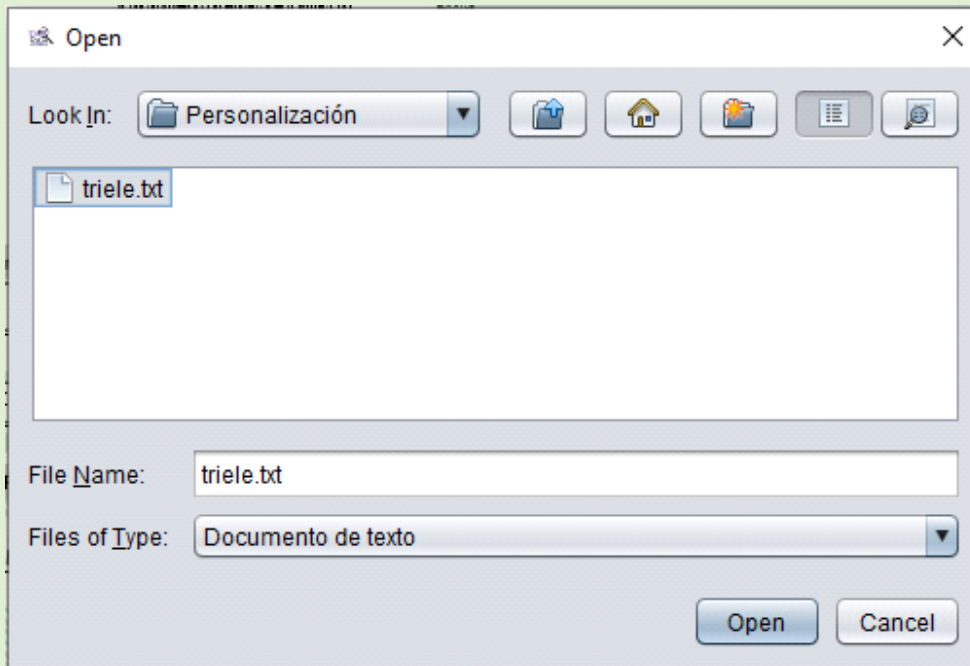 Open
Look In: Personalización
triele.txt
File Name: triele.txt
Files of Type: Documento de texto
Open Cancel